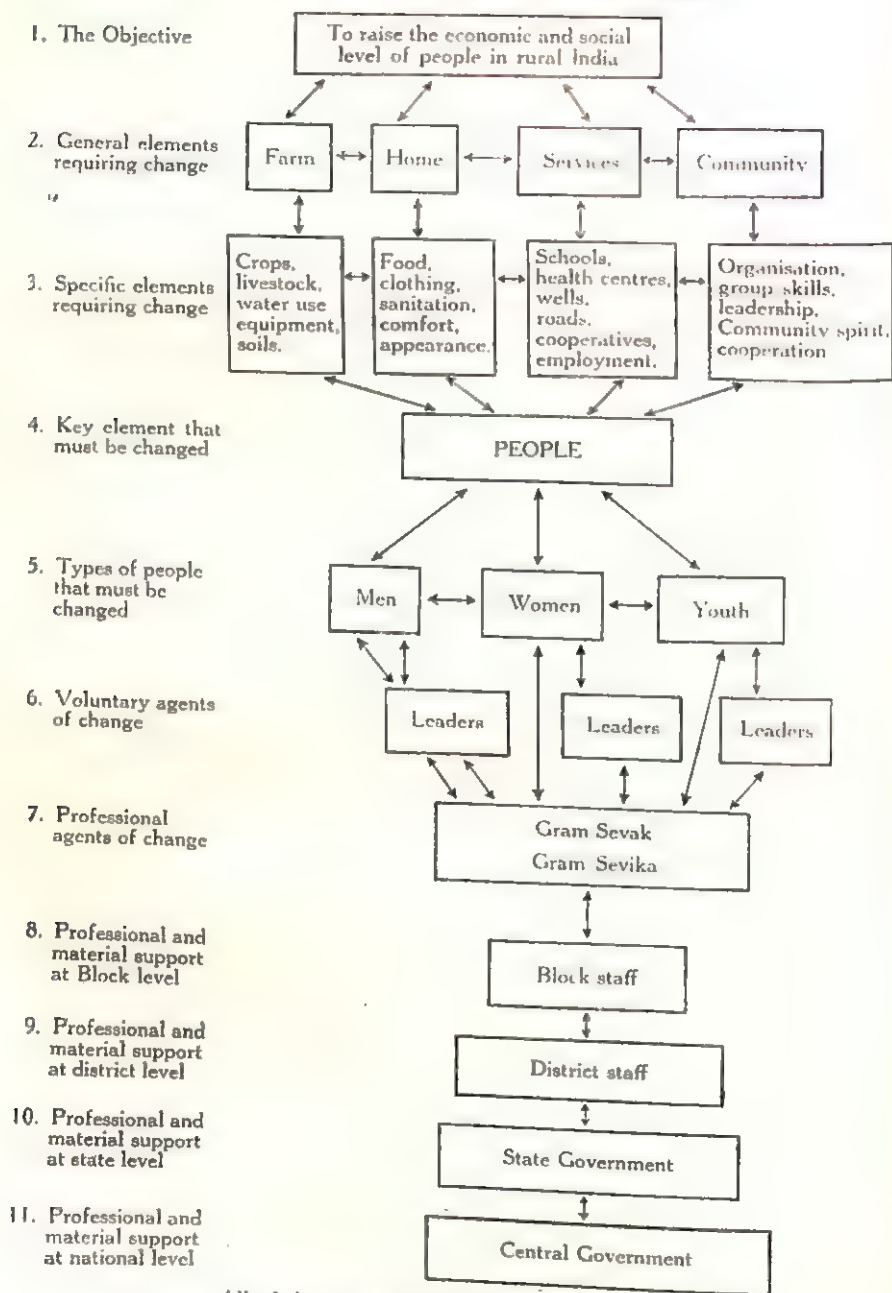 1. The Objective
To raise the economic and social
level of people in rural India
2. General elements
requiring change
Farm
Home
Services
Community
3. Specific elements
requiring change
Crops,
livestock,
water use
equipment,
soils.
Food,
clothing,
sanitation,
comfort,
appearance.
Schools,
health centres,
wells,
roads.
cooperatives,
employment.
Organisation,
group skills,
leadership,
Community spirit,
cooperation
4. Key element that
must be changed
PEOPLE
5. Types of people
that must be
changed
Men
Women
Youth
6. Voluntary agents
of change
Leaders
Leaders
Leaders
7. Professional
agents of change
Gram Sevak
Gram Sevika
8. Professional and
material support
at Block level
Block staff
9. Professional and
material support
at district level
District staff
10. Professional and
material support
at state level
State Government
11. Professional and
material support
at national level
Central Government